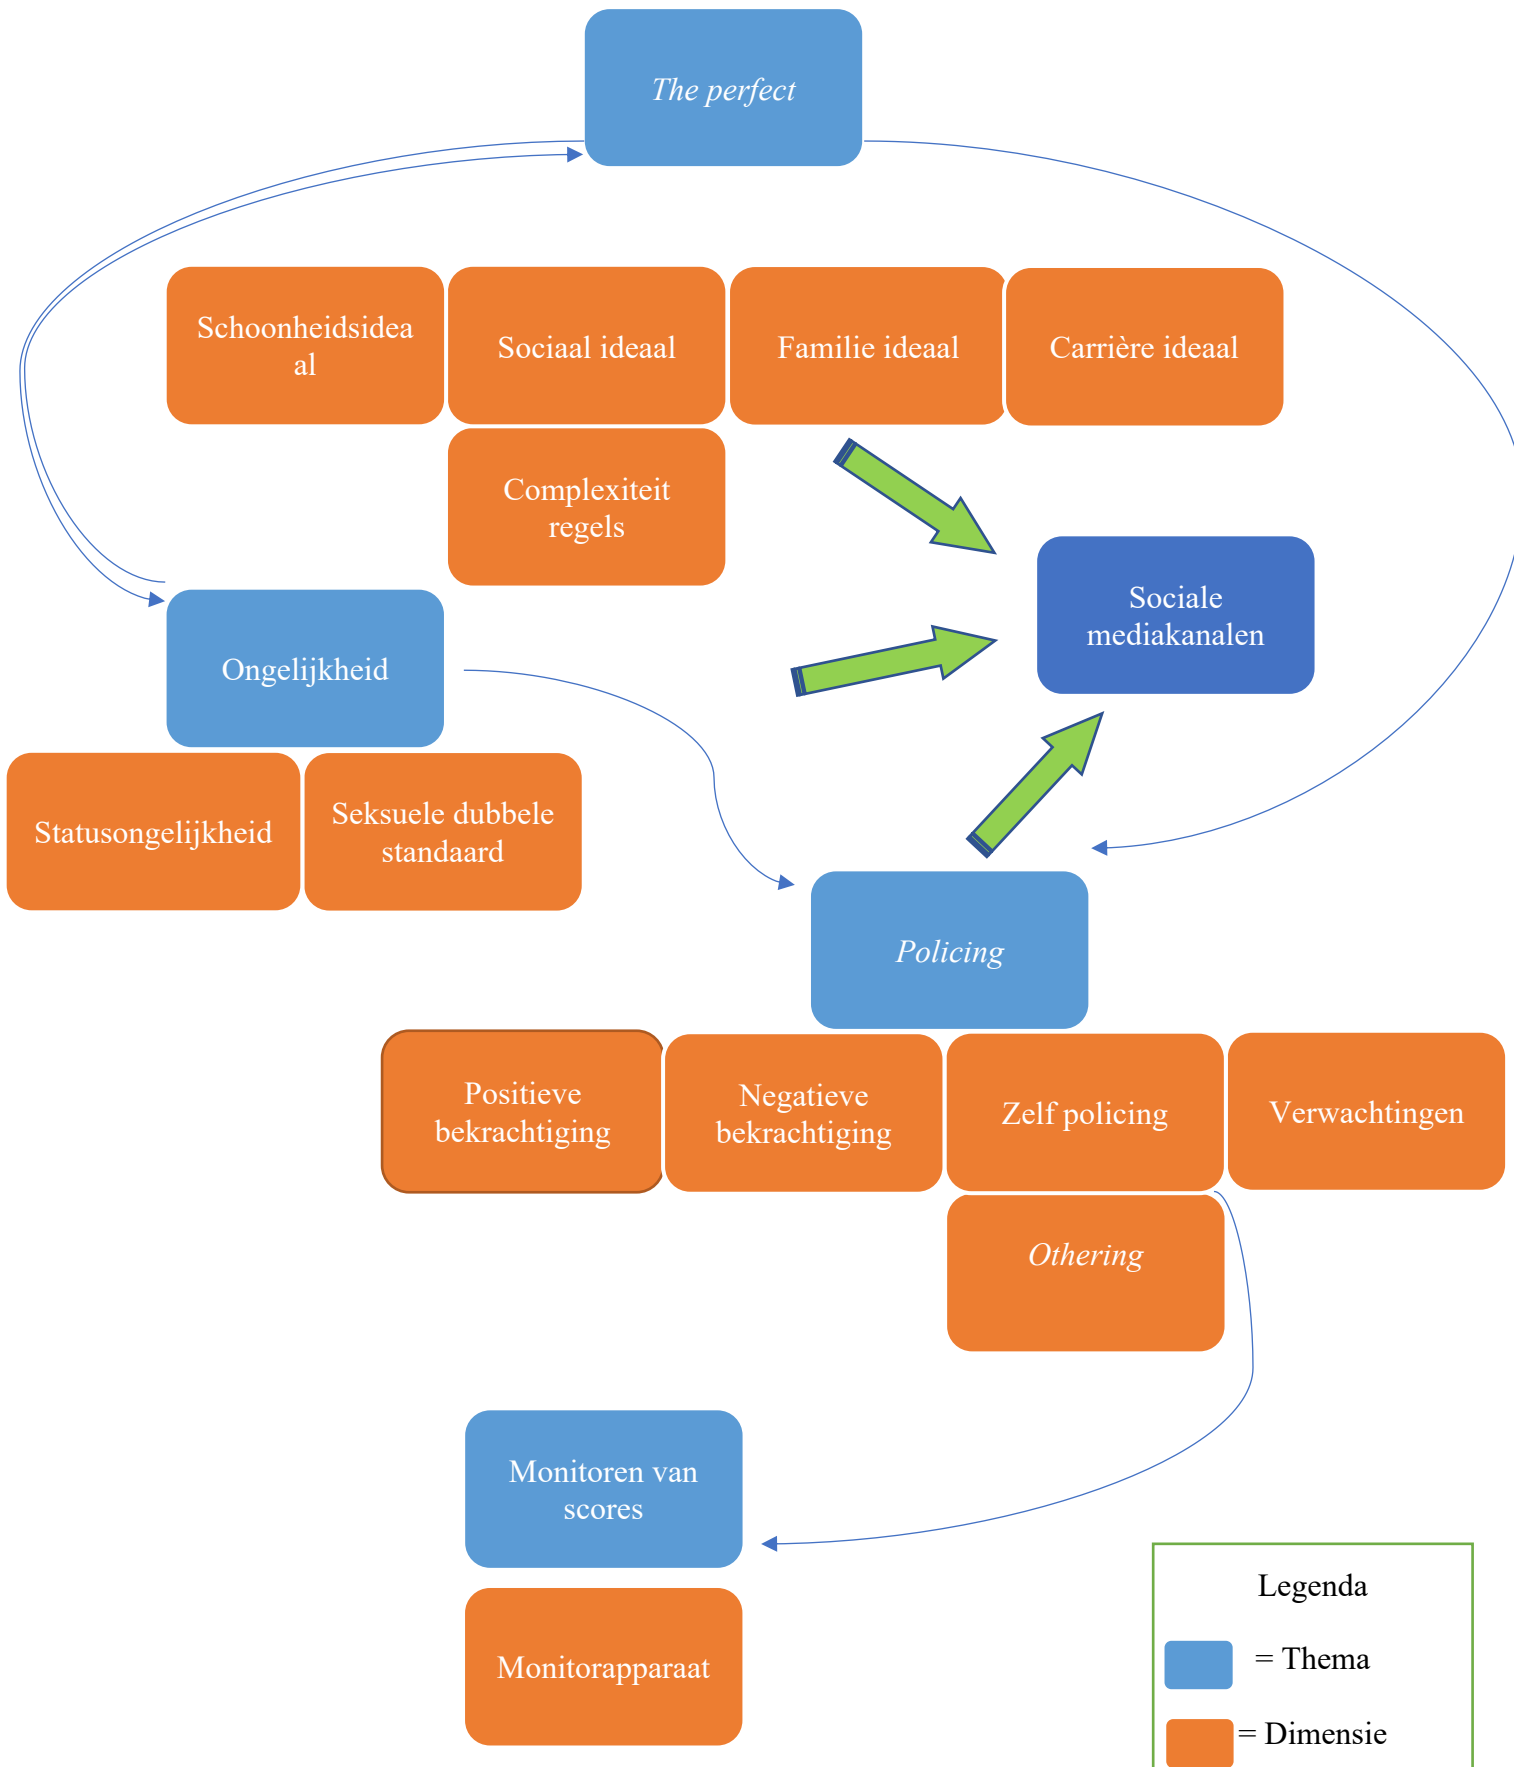 The perfect
Schoonheidsidea
al
Sociaal ideaal
Familie ideaal
Carrière ideaal
Complexiteit
regels
Sociale
mediakanalen
Ongelijkheid
Statusongelijkheid
Seksuele dubbele
standaard
Policing
Positieve
bekrachtiging
Negatieve
bekrachtiging
Zelf policing
Verwachtingen
Othering
Monitoren van
scores
Monitorapparaat
Legenda
= Thema
= Dimensie